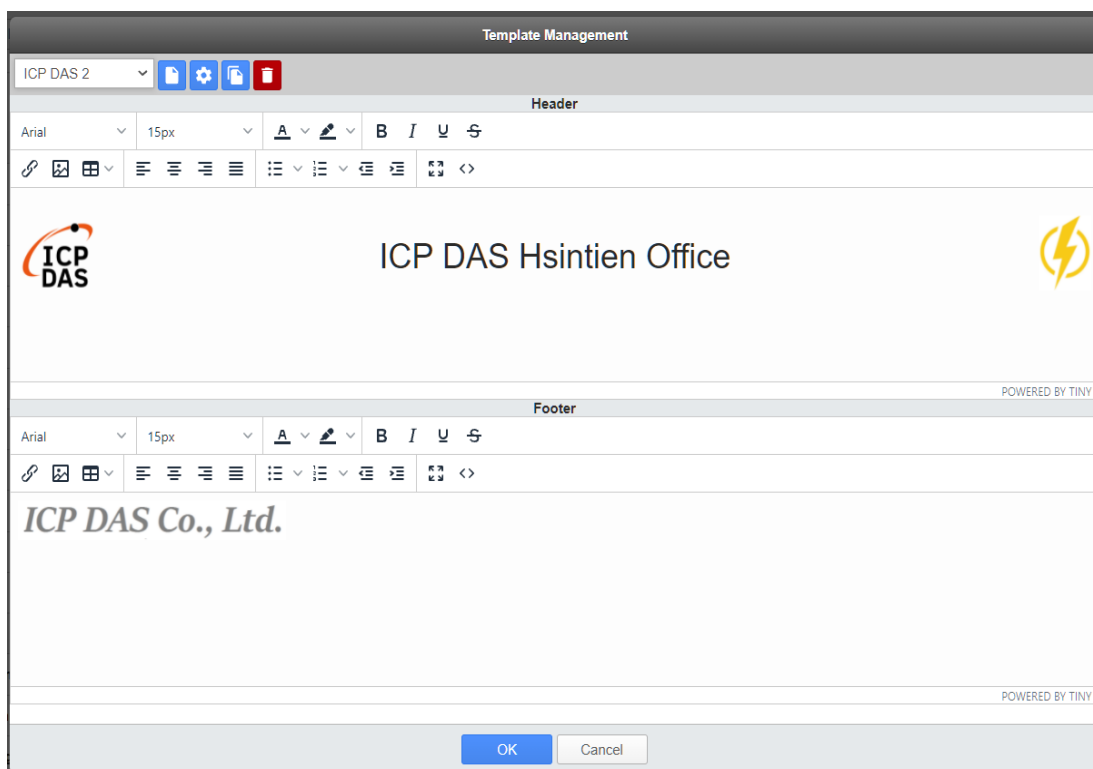 Template Management
ICP DAS 2
Header
Arial 15px A B I U S
ICP DAS Hsintien Office
ICP
DAS
POWERED BY TINY
Footer
Arial 15px A B I U S
ICP DAS Co., Ltd.
POWERED BY TINY
OK Cancel